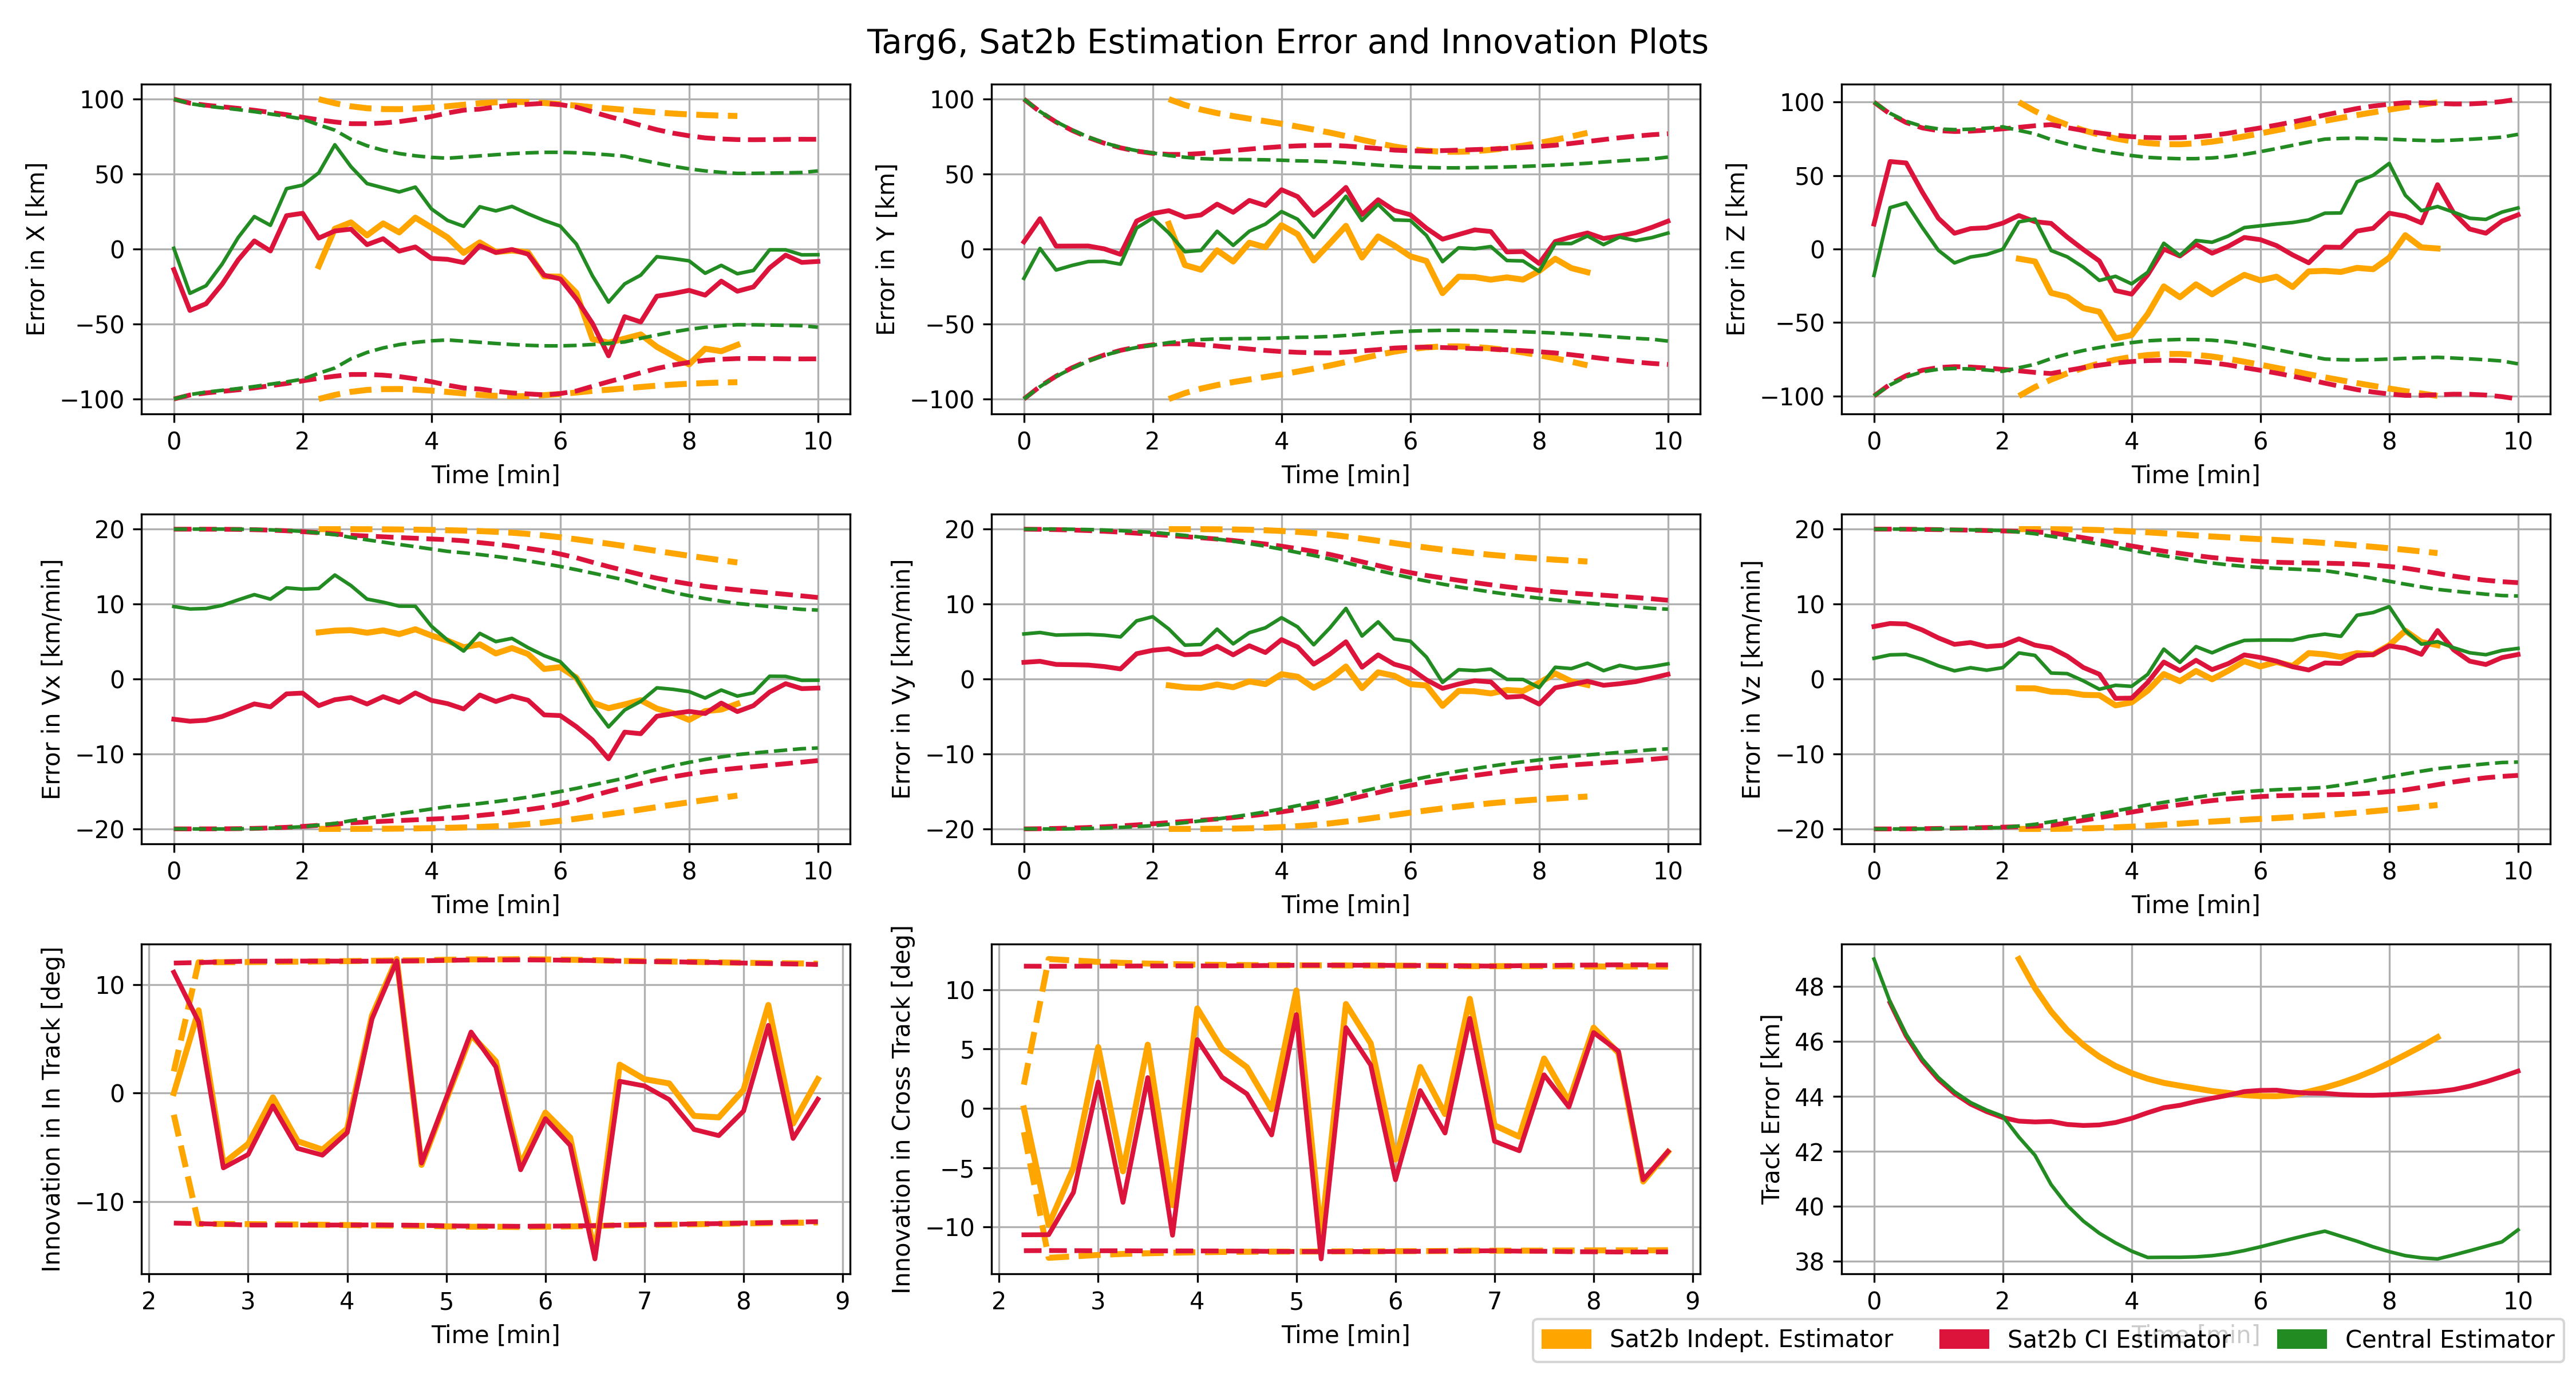 Targ6, Sat2b Estimation Error and Innovation Plots
Error in X [km]
100
50
0
−50
−100
0 2 4 6 8 10
Time [min]
Error in Y [km]
100
50
0
−50
−100
0 2 4 6 8 10
Time [min]
Error in Z [km]
100
50
0
−50
−100
0 2 4 6 8 10
Time [min]
Error in Vx [km/min]
20
10
0
−10
−20
0 2 4 6 8 10
Time [min]
Error in Vy [km/min]
20
10
0
−10
−20
0 2 4 6 8 10
Time [min]
Error in Vz [km/min]
20
10
0
−10
−20
0 2 4 6 8 10
Time [min]
Innovation in In Track [deg]
10
0
−10
2 3 4 5 6 7 8 9
Time [min]
Innovation in Cross Track [deg]
10
5
0
−5
−10
2 3 4 5 6 7 8 9
Time [min]
Track Error [km]
48
46
44
42
40
38
0 2 4 6 8 10
Time [min]
Sat2b Indept. Estimator Sat2b CI Estimator Central Estimator